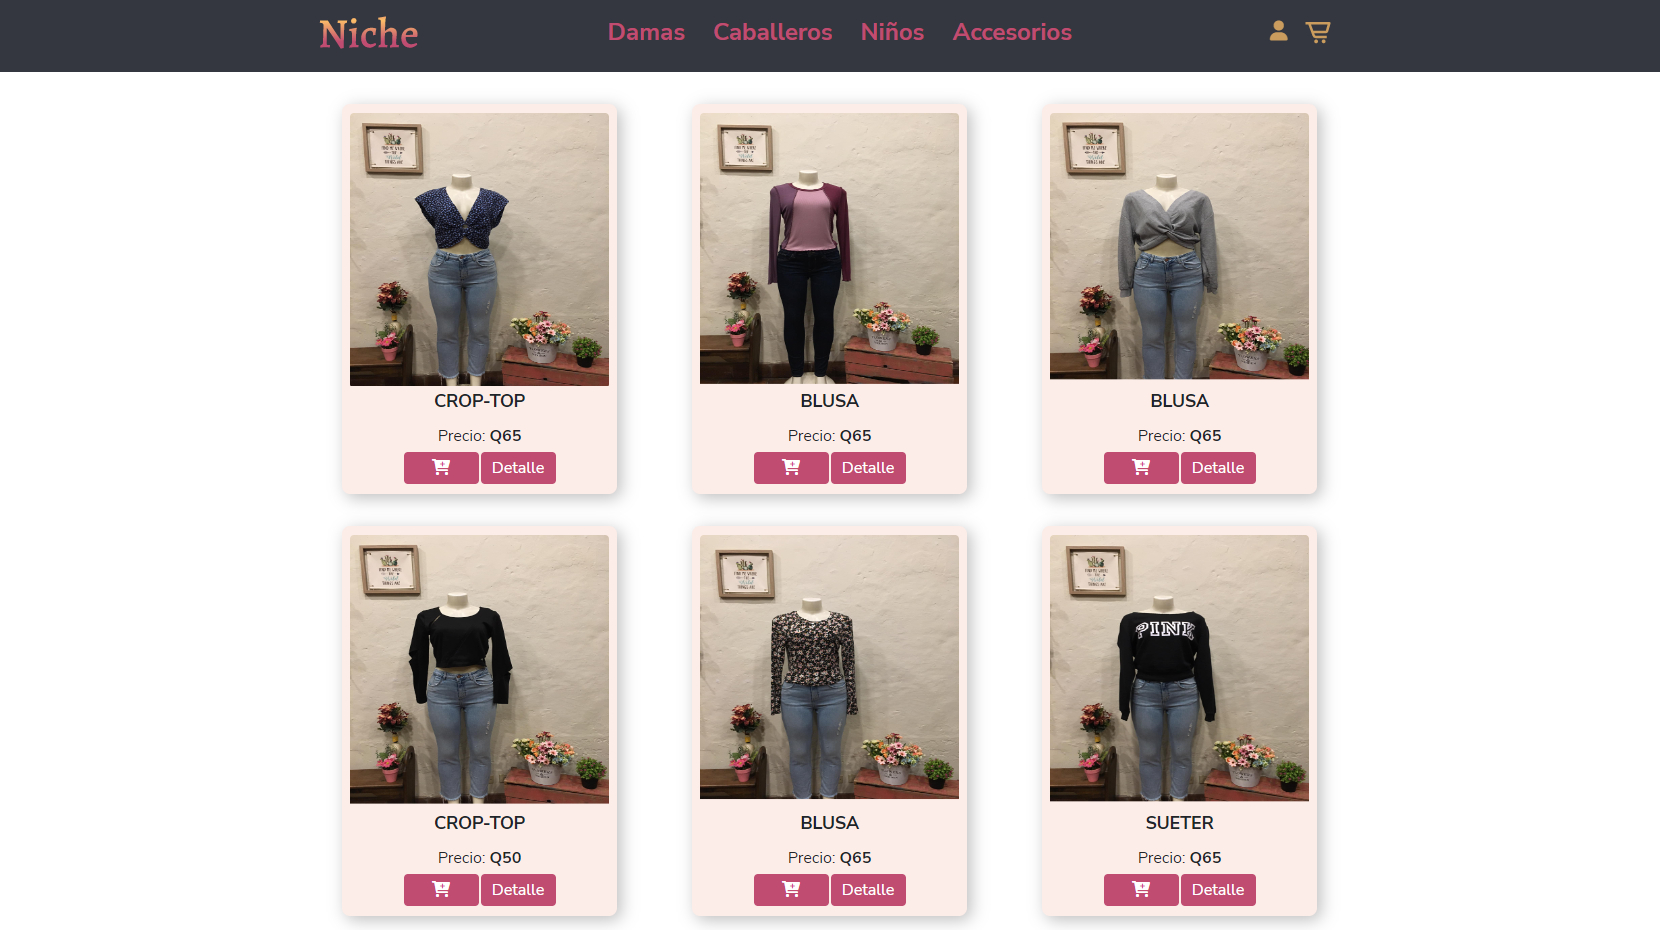 Niche Damas Caballeros Niños Accesorios
CROP-TOP
Precio: Q65
Detalle
BLUSA
Precio: Q65
Detalle
BLUSA
Precio: Q65
Detalle
CROP-TOP
Precio: Q50
Detalle
BLUSA
Precio: Q65
Detalle
PINK
SUETER
Precio: Q65
Detalle